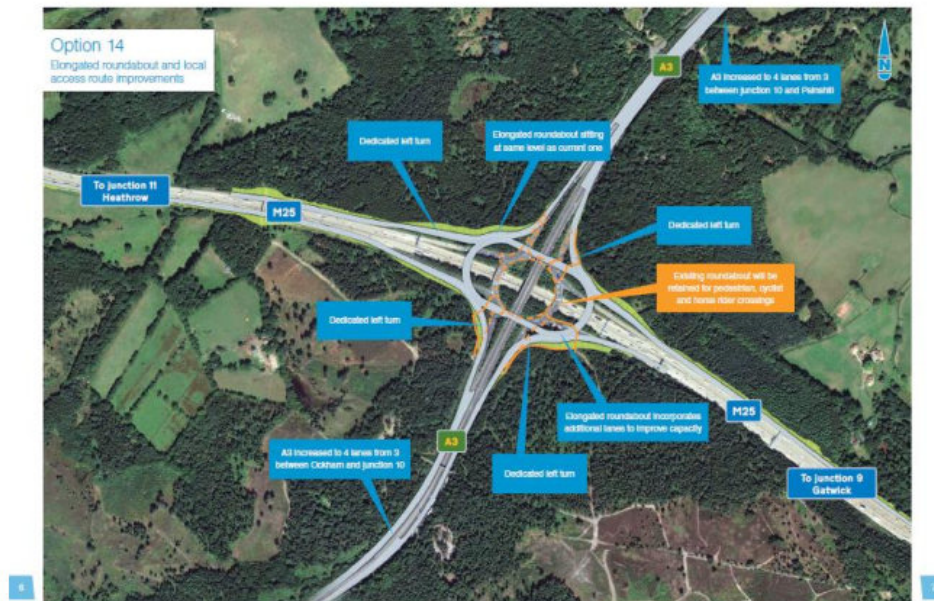 Option 14
Elongated roundabout and local
access route improvements
A3
N
A3 increased to 4 lanes from 3
between junction 10 and Painshill
Dedicated left turn
Elongated roundabout sitting
at same level as current one
To junction 11
Heathrow
M25
Dedicated left turn
Existing roundabout will be
retained for pedestrian, cyclist
and horse rider crossings
Dedicated left turn
Elongated roundabout incorporates
additional lanes to improve capacity
M25
A3
A3 increased to 4 lanes from 3
between Ockham and junction 10
Dedicated left turn
To junction 9
Gatwick
6